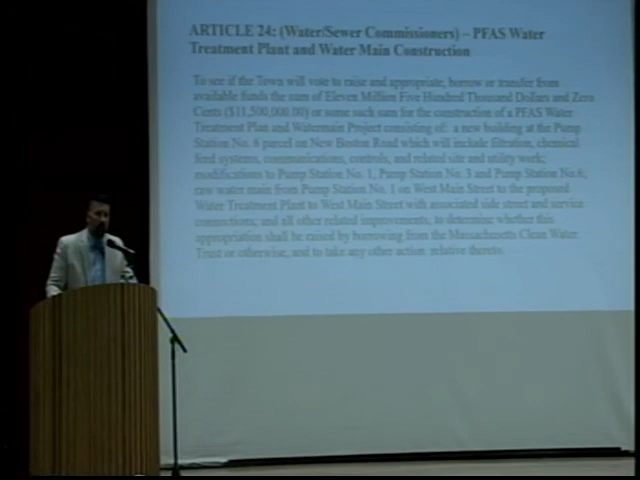 ARTICLE 24: (Water/Sewer Commissioners) – PFAS Water
Treatment Plant and Water Main Construction
To see if the Town will vote to raise and appropriate, borrow or transfer from
available funds the sum of Eleven Million Five Hundred Thousand Dollars and Zero
Cents ($11,500,000.00) or some such sum for the construction of a PFAS Water
Treatment Plan and Watermain Project consisting of: a new building at the Pump
Station No. 6 parcel on New Boston Road which will include filtration, chemical
feed systems, communications, controls, and related site and utility work;
modifications to Pump Station No. 1, Pump Station No. 3 and Pump Station No.6;
raw water main from Pump Station No. 1 on West Main Street to the proposed
Water Treatment Plant to West Main Street with associated side street and service
connections; and all other related improvements; to determine whether this
appropriation shall be raised by borrowing from the Massachusetts Clean Water
Trust or otherwise, and to take any other action relative thereto.